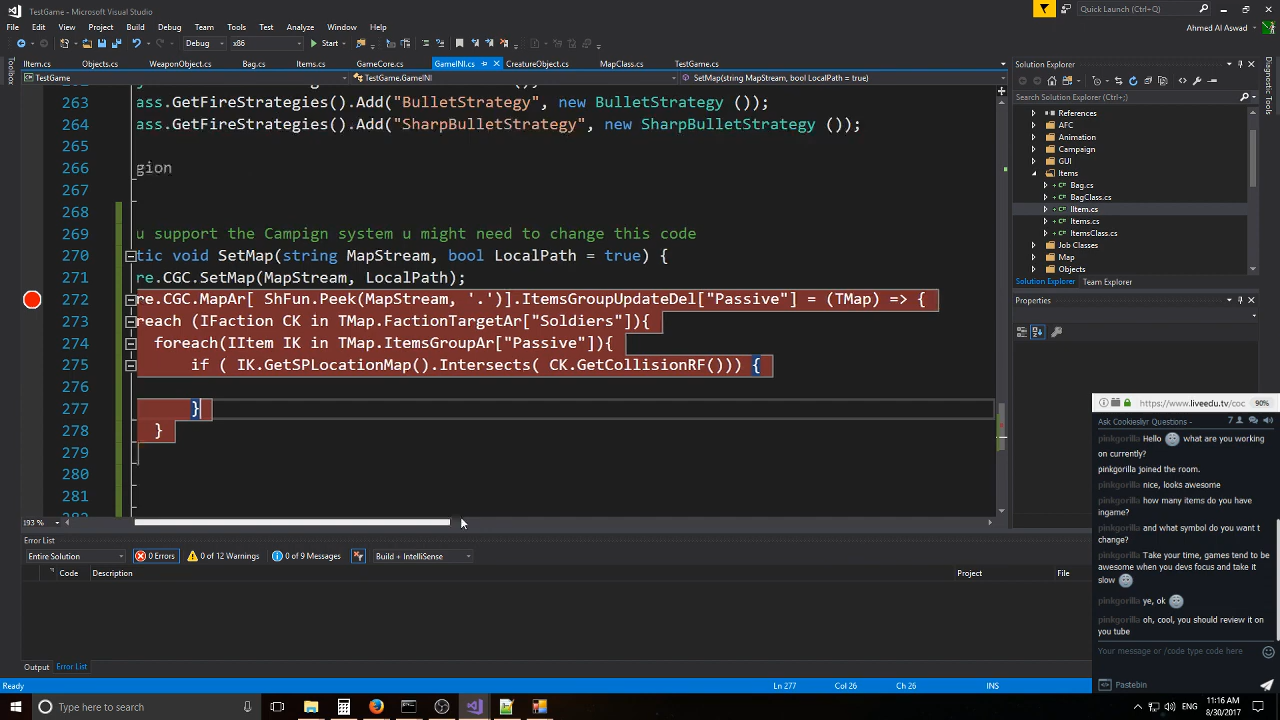 TestGame - Microsoft Visual Studio
Quick Launch (Ctrl+Q)
File Edit View Project Build Debug Team Tools Test Analyze Window Help
Ahmed Al Aswad
Debug x86 Start
IItem.cs Objects.cs WeaponObject.cs Bag.cs Items.cs GameCore.cs GameINI.cs CreatureObject.cs MapClass.cs TestGame.cs
TestGame TestGame.GameINI SetMap(string MapStream, bool LocalPath = true)
Toolbox
Diagnostic Tools
263 ass.GetFireStrategies().Add("BulletStrategy", new BulletStrategy ());
264 ass.GetFireStrategies().Add("SharpBulletStrategy", new SharpBulletStrategy ());
265
266 gion
267
268
269 u support the Campign system u might need to change this code
270 tic void SetMap(string MapStream, bool LocalPath = true) {
271 re.CGC.SetMap(MapStream, LocalPath);
272 re.CGC.MapAr[ ShFun.Peek(MapStream, '.')].ItemsGroupUpdateDel["Passive"] = (TMap) => {
273 reach (IFaction CK in TMap.FactionTargetAr["Soldiers"]){
274 foreach(IItem IK in TMap.ItemsGroupAr["Passive"]){
275 if ( IK.GetSPLocationMap().Intersects( CK.GetCollisionRF())) {
276
277 }
278 }
279
280
281
193 %
Solution Explorer
Search Solution Explorer (Ctrl+;)
References
AFC
Animation
Campaign
GUI
Items
Bag.cs
BagClass.cs
IItem.cs
Items.cs
ItemsClass.cs
Job Classes
Map
Objects
Solution Explorer Team Explorer
Properties
Error List
Entire Solution 0 Errors 0 of 12 Warnings 0 of 9 Messages Build + IntelliSense
Code Description Project File
Output Error List
Ready Ln 277 Col 26 Ch 26 INS
https://www.liveedu.tv/coc 90%
Ask Cookieslyr Questions - 7
pinkgorilla Hello what are you working
on currently?
pinkgorilla joined the room.
pinkgorilla nice, looks awesome
pinkgorilla how many items do you have
ingame?
pinkgorilla and what symbol do you want t
change?
pinkgorilla Take your time, games tend to be
awesome when you devs focus and take it
slow
pinkgorilla ye, ok
pinkgorilla oh, cool, you should review it on
you tube
Your message or /code type code here
Pastebin
Type here to search
11:16 AM
8/30/2017